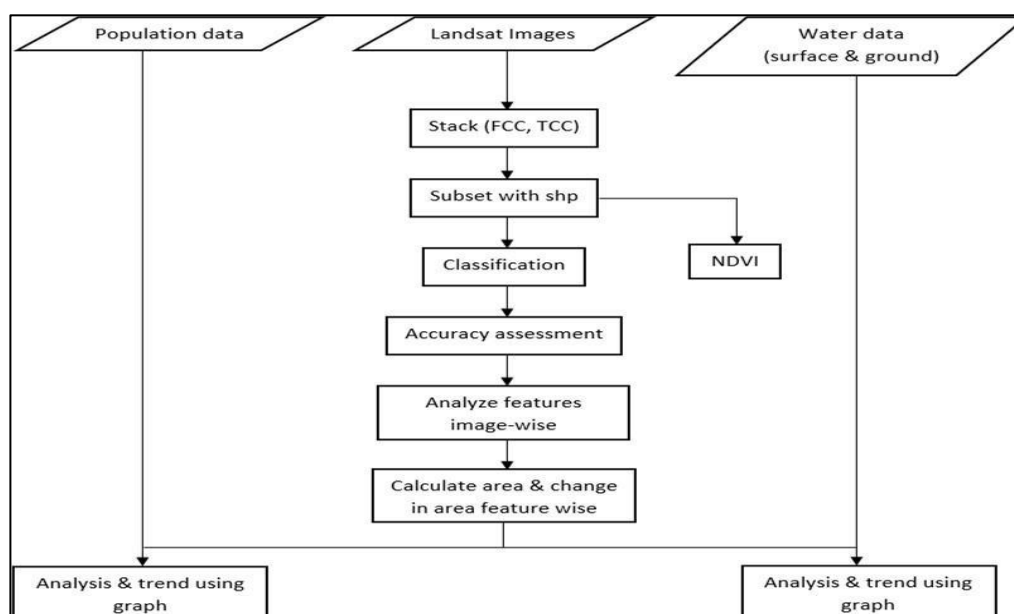 Population data
Landsat Images
Water data
(surface & ground)
Stack (FCC, TCC)
Subset with shp
NDVI
Classification
Accuracy assessment
Analyze features
image-wise
Calculate area & change
in area feature wise
Analysis & trend using
graph
Analysis & trend using
graph